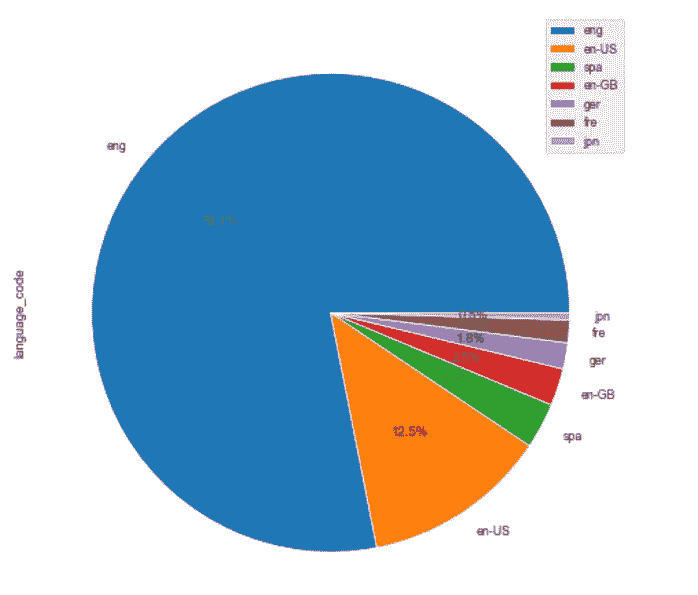 eng
en-US
spa
en-GB
ger
fre
jpn
eng
language_code
jpn
fre
1.8%
ger
en-GB
12.5%
spa
en-US